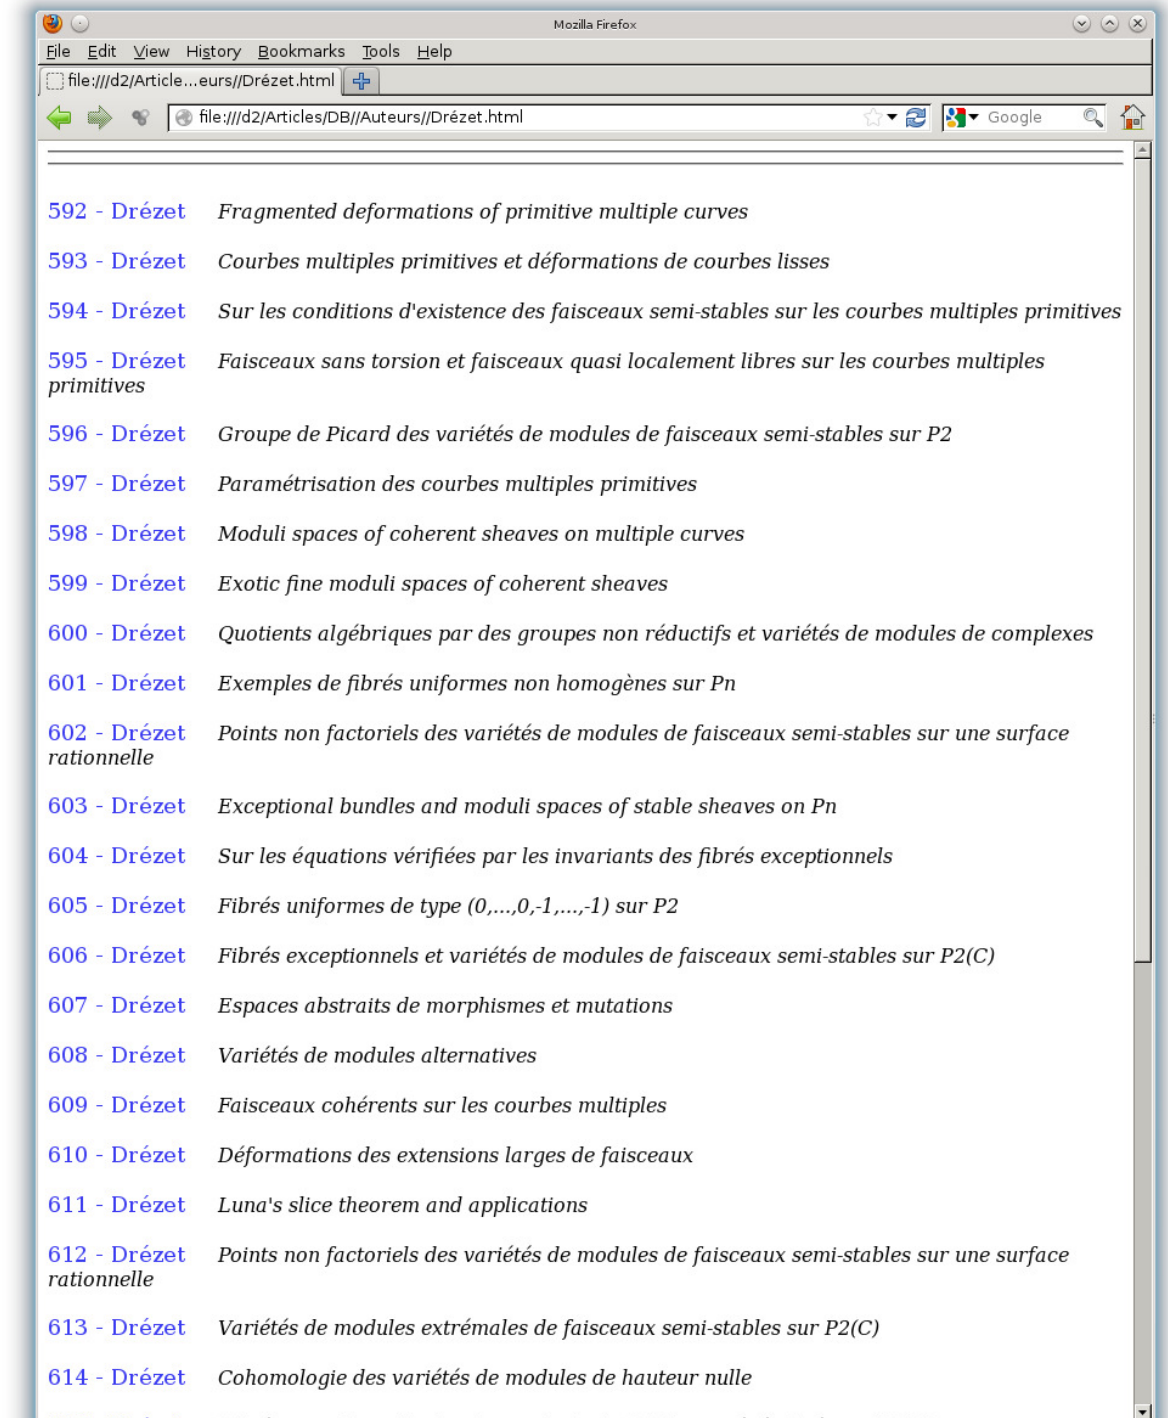 Mozilla Firefox
File Edit View History Bookmarks Tools Help
file:///d2/Article...eurs//Drézet.html
file:///d2/Articles/DB//Auteurs//Drézet.html Google
592 - Drézet Fragmented deformations of primitive multiple curves
593 - Drézet Courbes multiples primitives et déformations de courbes lisses
594 - Drézet Sur les conditions d'existence des faisceaux semi-stables sur les courbes multiples primitives
595 - Drézet Faisceaux sans torsion et faisceaux quasi localement libres sur les courbes multiples
primitives
596 - Drézet Groupe de Picard des variétés de modules de faisceaux semi-stables sur P2
597 - Drézet Paramétrisation des courbes multiples primitives
598 - Drézet Moduli spaces of coherent sheaves on multiple curves
599 - Drézet Exotic fine moduli spaces of coherent sheaves
600 - Drézet Quotients algébriques par des groupes non réductifs et variétés de modules de complexes
601 - Drézet Exemples de fibrés uniformes non homogènes sur Pn
602 - Drézet Points non factoriels des variétés de modules de faisceaux semi-stables sur une surface
rationnelle
603 - Drézet Exceptional bundles and moduli spaces of stable sheaves on Pn
604 - Drézet Sur les équations vérifiées par les invariants des fibrés exceptionnels
605 - Drézet Fibrés uniformes de type (0,...,0,-1,...,-1) sur P2
606 - Drézet Fibrés exceptionnels et variétés de modules de faisceaux semi-stables sur P2(C)
607 - Drézet Espaces abstraits de morphismes et mutations
608 - Drézet Variétés de modules alternatives
609 - Drézet Faisceaux cohérents sur les courbes multiples
610 - Drézet Déformations des extensions larges de faisceaux
611 - Drézet Luna's slice theorem and applications
612 - Drézet Points non factoriels des variétés de modules de faisceaux semi-stables sur une surface
rationnelle
613 - Drézet Variétés de modules extrémales de faisceaux semi-stables sur P2(C)
614 - Drézet Cohomologie des variétés de modules de hauteur nulle